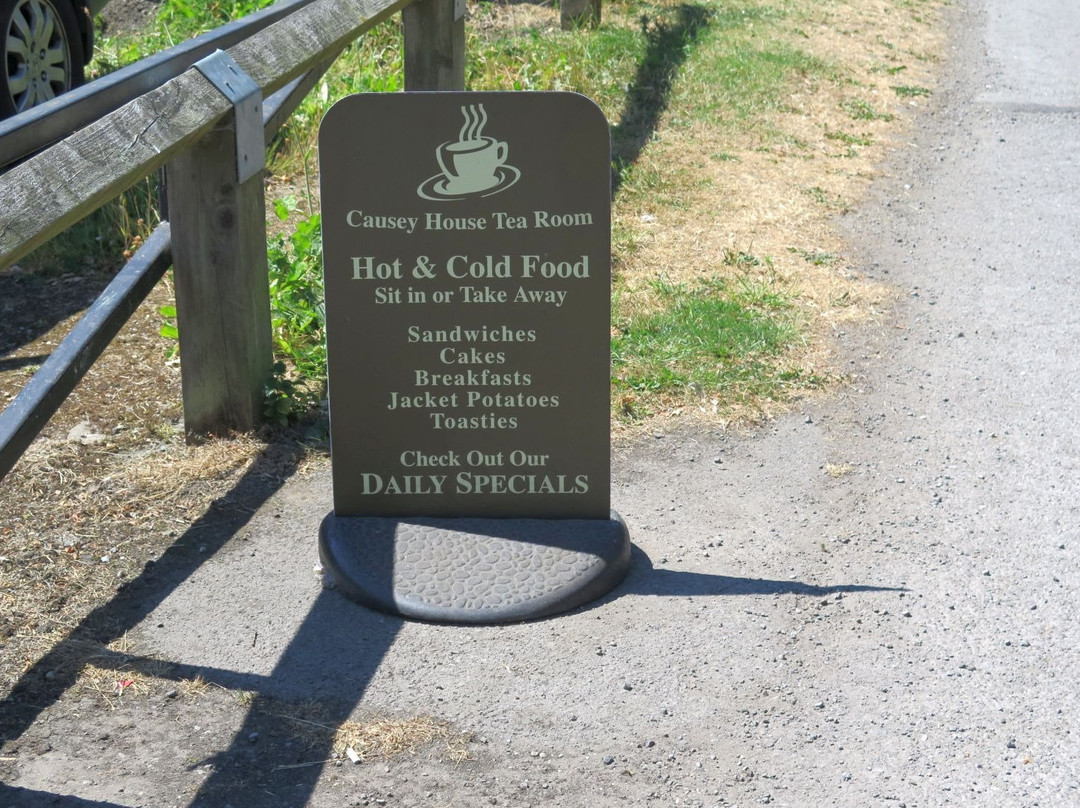 Causey House Tea Room
Hot & Cold Food
Sit in or Take Away
Sandwiches
Cakes
Breakfasts
Jacket Potatoes
Toasties
Check Out Our
DAILY SPECIALS